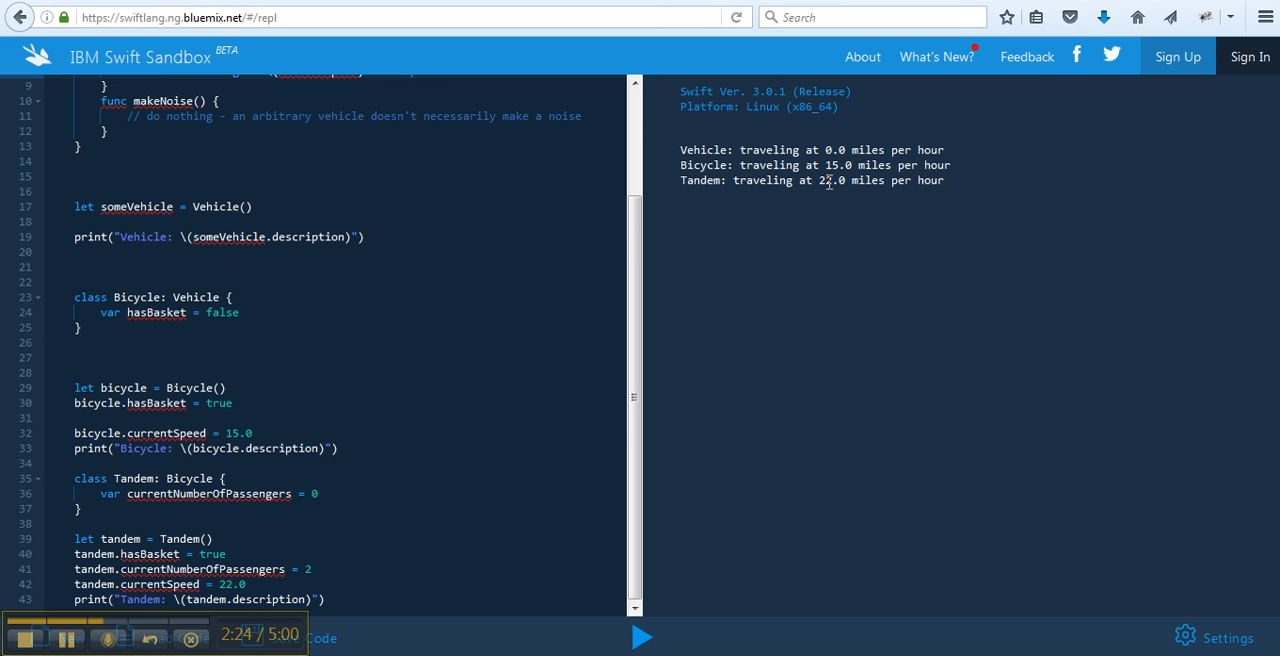 https://swiftlang.ng.bluemix.net/#/repl
Search
IBM Swift Sandbox BETA
About
What's New?
Feedback
Sign Up
Sign In
9 }
10 func makeNoise() {
11 // do nothing - an arbitrary vehicle doesn't necessarily make a noise
12 }
13 }
14
15
16
17 let someVehicle = Vehicle()
18
19 print("Vehicle: \(someVehicle.description)")
20
21
22
23 class Bicycle: Vehicle {
24 var hasBasket = false
25 }
26
27
28
29 let bicycle = Bicycle()
30 bicycle.hasBasket = true
31
32 bicycle.currentSpeed = 15.0
33 print("Bicycle: \(bicycle.description)")
34
35 class Tandem: Bicycle {
36 var currentNumberOfPassengers = 0
37 }
38
39 let tandem = Tandem()
40 tandem.hasBasket = true
41 tandem.currentNumberOfPassengers = 2
42 tandem.currentSpeed = 22.0
43 print("Tandem: \(tandem.description)")
Swift Ver. 3.0.1 (Release)
Platform: Linux (x86_64)
Vehicle: traveling at 0.0 miles per hour
Bicycle: traveling at 15.0 miles per hour
Tandem: traveling at 22.0 miles per hour
2:24 / 5:00
Code
Settings